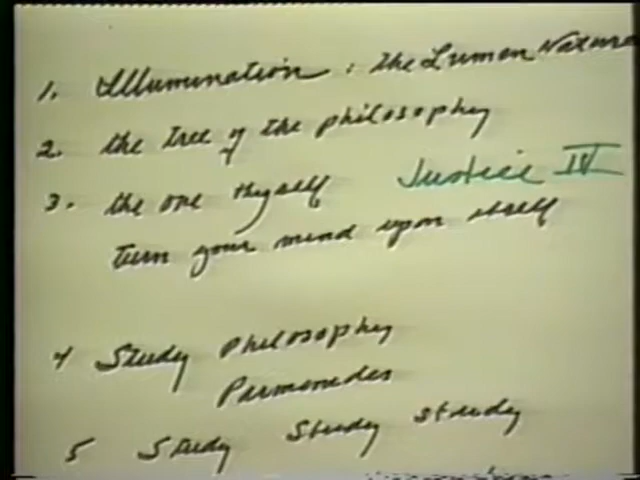 1. Illumination : the Lumen Natura
2. the tree of the philosophy
3. the one thyself Justice IV
turn your mind upon itself
4 Study Philosophy
Parmenides
5 Study Study study